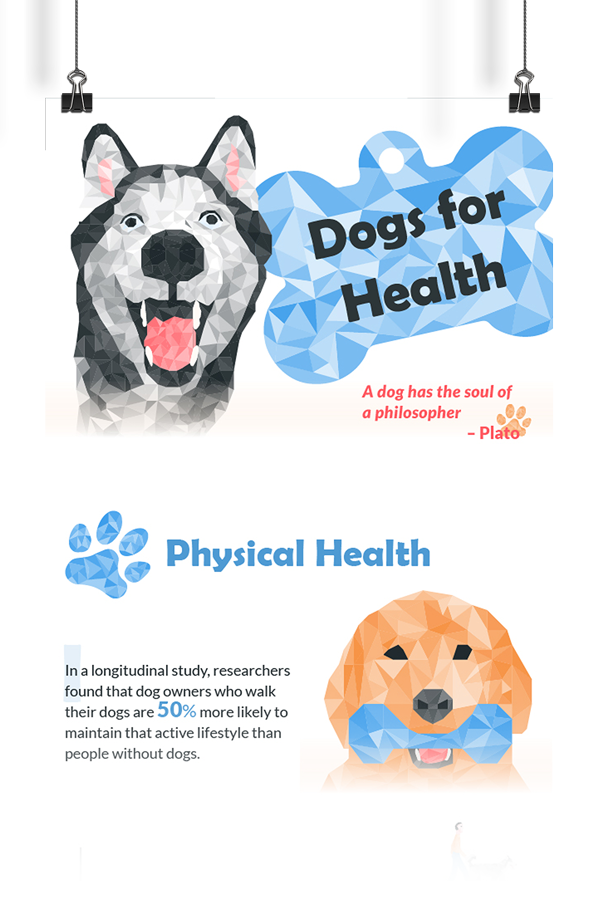 Dogs for
Health
A dog has the soul of
a philosopher
– Plato
Physical Health
In a longitudinal study, researchers
found that dog owners who walk
their dogs are 50% more likely to
maintain that active lifestyle than
people without dogs.